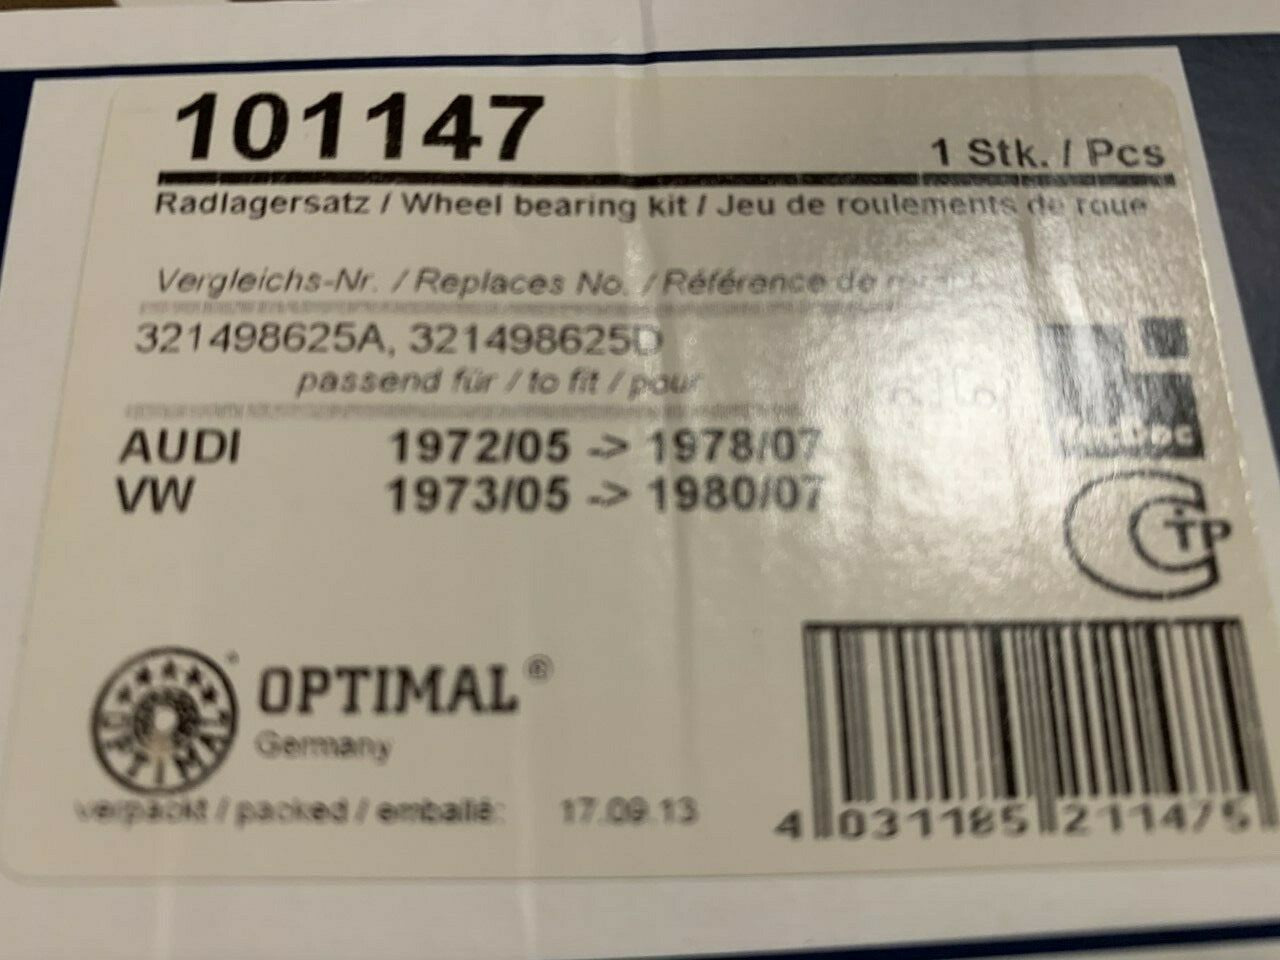 101147
1 Stk. / Pcs
Radlagersatz / Wheel bearing kit / Jeu de roulements de roue
Vergleichs-Nr. / Replaces No. / Référence de
321498625A, 321498625D
passend für / to fit / pour
AUDI 1972/05 -> 1978/07
VW 1973/05 -> 1980/07
TecDoc
OPTIMAL ®
Germany
OPTIMAL
verpackt / packed / emballé: 17.09.13
4 031185 211475